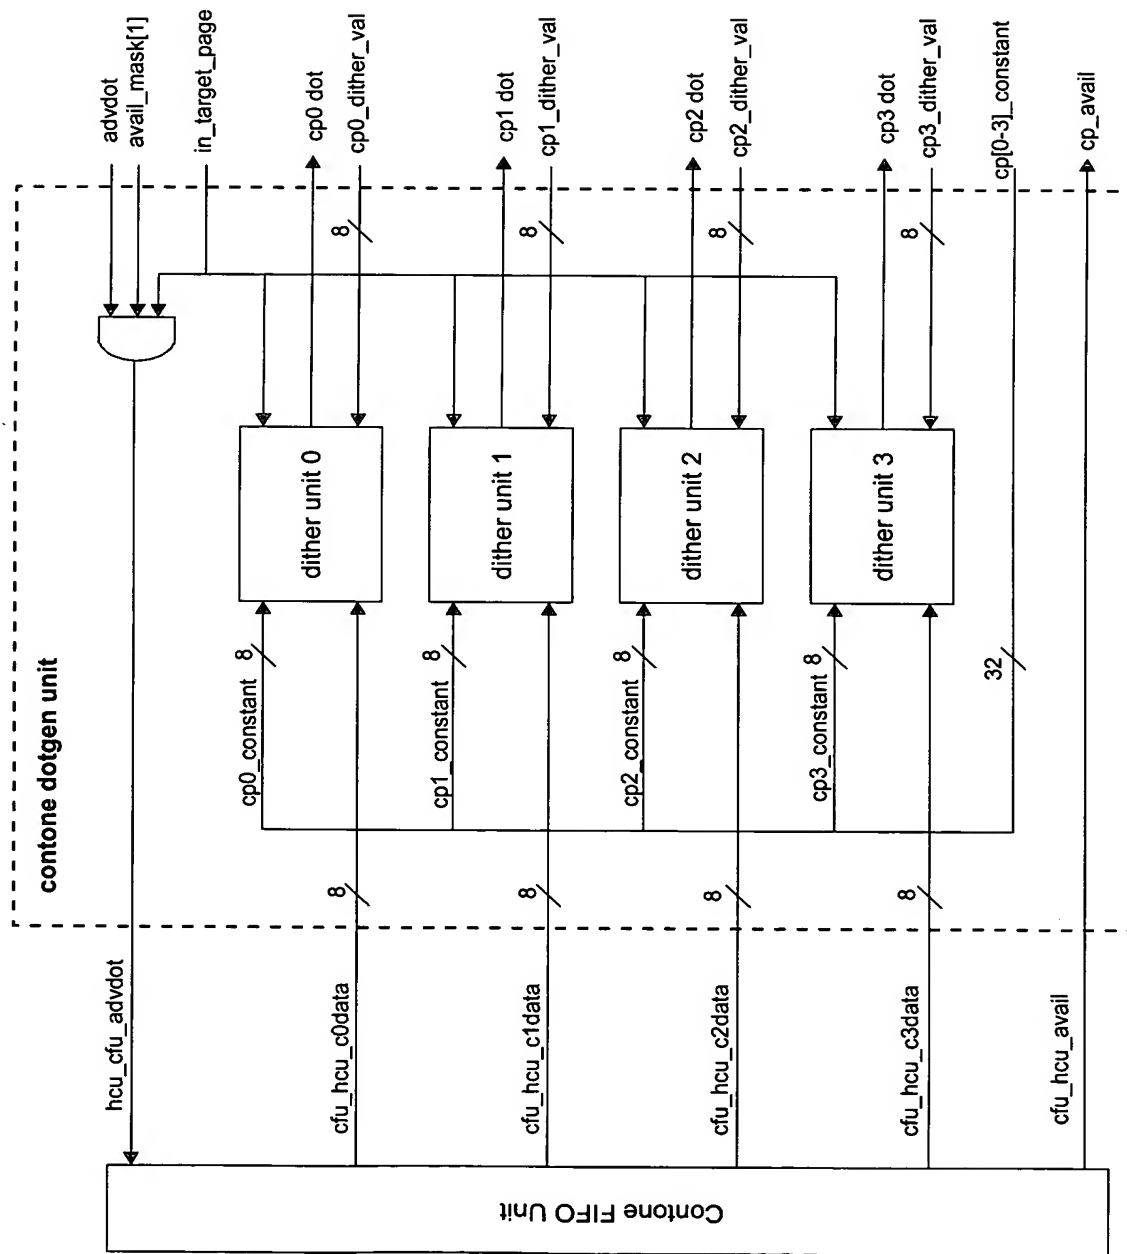 contone dotgen unit
Contone FIFO Unit
hcu_cfu_advdot
cfu_hcu_c0data
cfu_hcu_c1data
cfu_hcu_c2data
cfu_hcu_c3data
cfu_hcu_avail
8
8
8
8
cp0_constant
8
cp1_constant
8
cp2_constant
8
cp3_constant
8
32
dither unit 0
dither unit 1
dither unit 2
dither unit 3
8
8
8
8
advdot
avail_mask[1]
in_target_page
cp0 dot
cp0_dither_val
cp1 dot
cp1_dither_val
cp2 dot
cp2_dither_val
cp3 dot
cp3_dither_val
cp[0-3]_constant
cp_avail